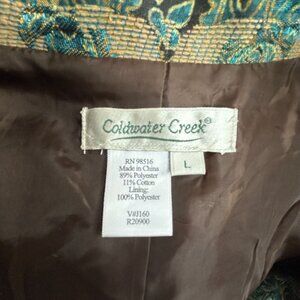 Coldwater Creek®
L
RN 98516
Made in China
89% Polyester
11% Cotton
Lining:
100% Polyester
V#J160
R20900